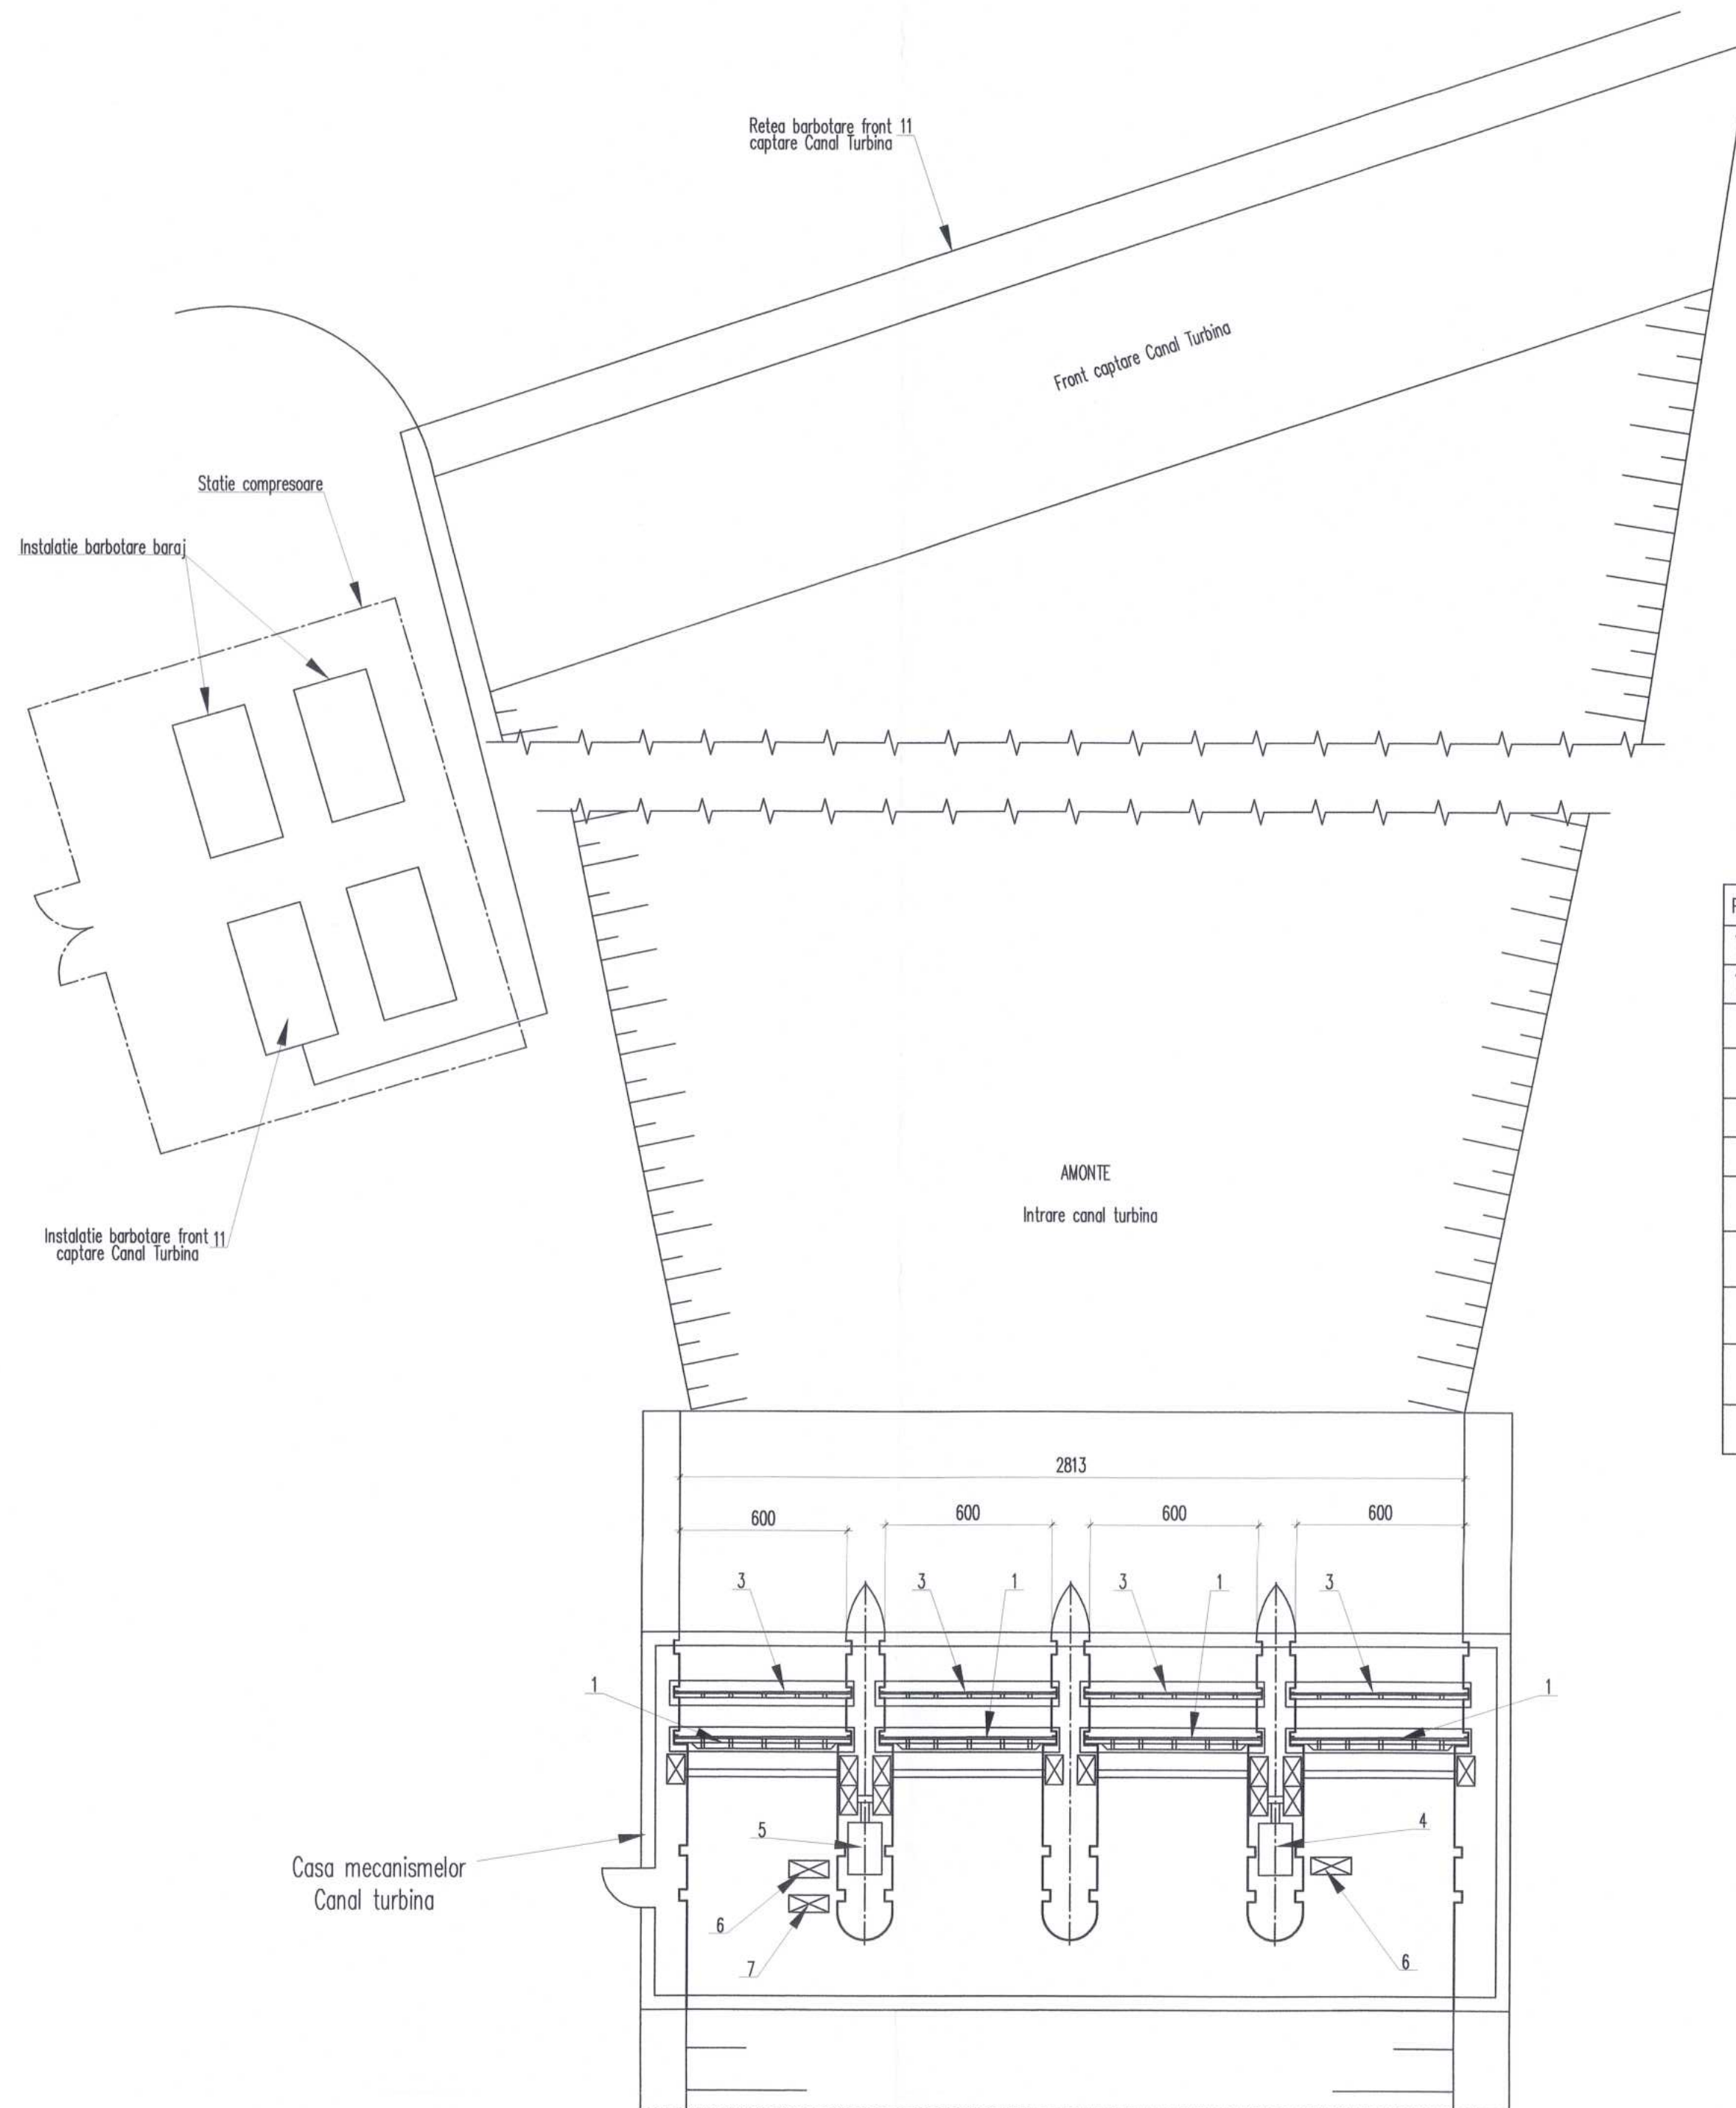 Retea barbotare front 11
captare Canal Turbina
Front captare Canal Turbina
Statie compresoare
Instalatie barbotare baraj
AMONTE
Intrare canal turbina
Instalatie barbotare front 11
captare Canal Turbina
2813
600 600 600 600
3 3 1 3 1 3
1 1
5 4
Casa mecanismelor
Canal turbina
6
7 6